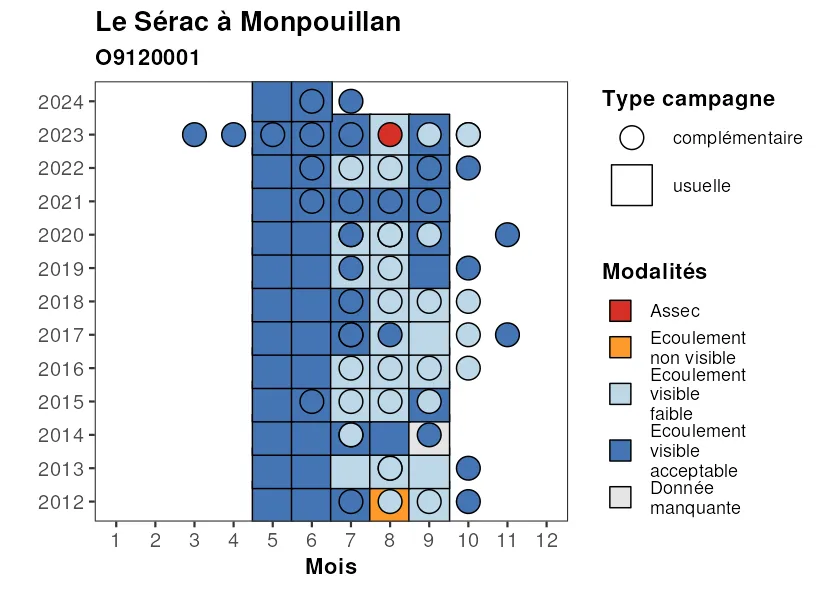 Le Sérac à Monpouillan
O9120001
2024
2023
2022
2021
2020
2019
2018
2017
2016
2015
2014
2013
2012
1 2 3 4 5 6 7 8 9 10 11 12
Mois
Type campagne
complémentaire
usuelle
Modalités
Assec
Ecoulement
non visible
Ecoulement
visible
faible
Ecoulement
visible
acceptable
Donnée
manquante